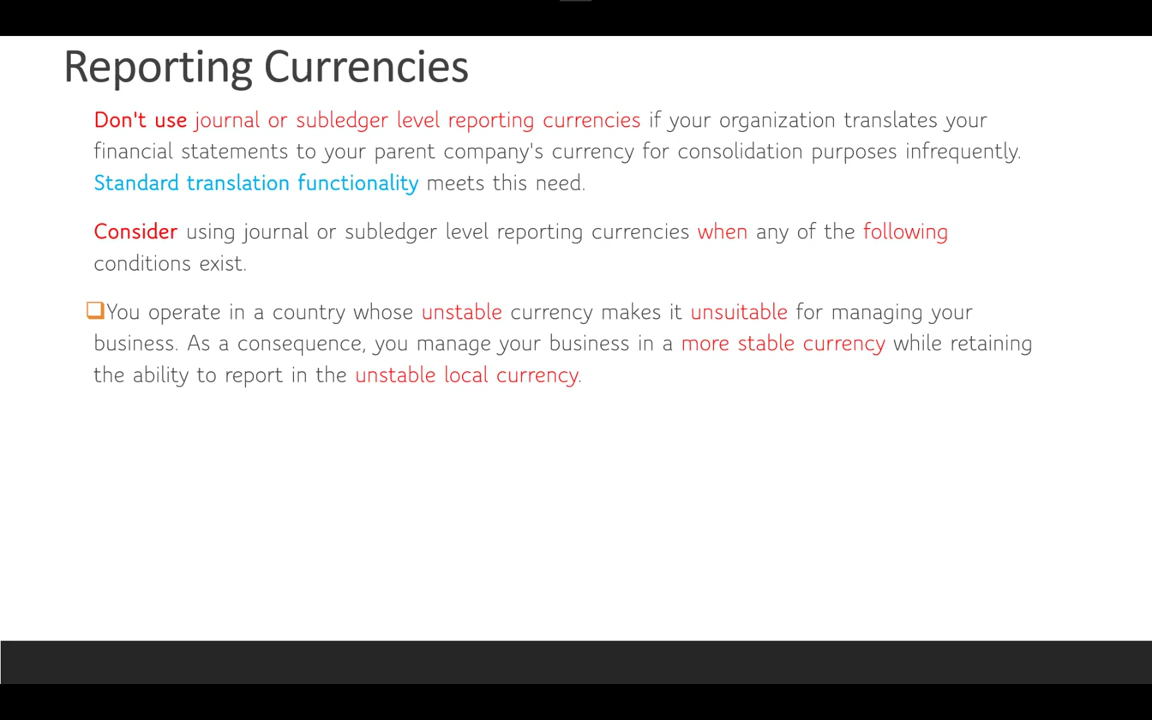 Reporting Currencies
Don't use journal or subledger level reporting currencies if your organization translates your
financial statements to your parent company's currency for consolidation purposes infrequently.
Standard translation functionality meets this need.
Consider using journal or subledger level reporting currencies when any of the following
conditions exist.
❑You operate in a country whose unstable currency makes it unsuitable for managing your
business. As a consequence, you manage your business in a more stable currency while retaining
the ability to report in the unstable local currency.